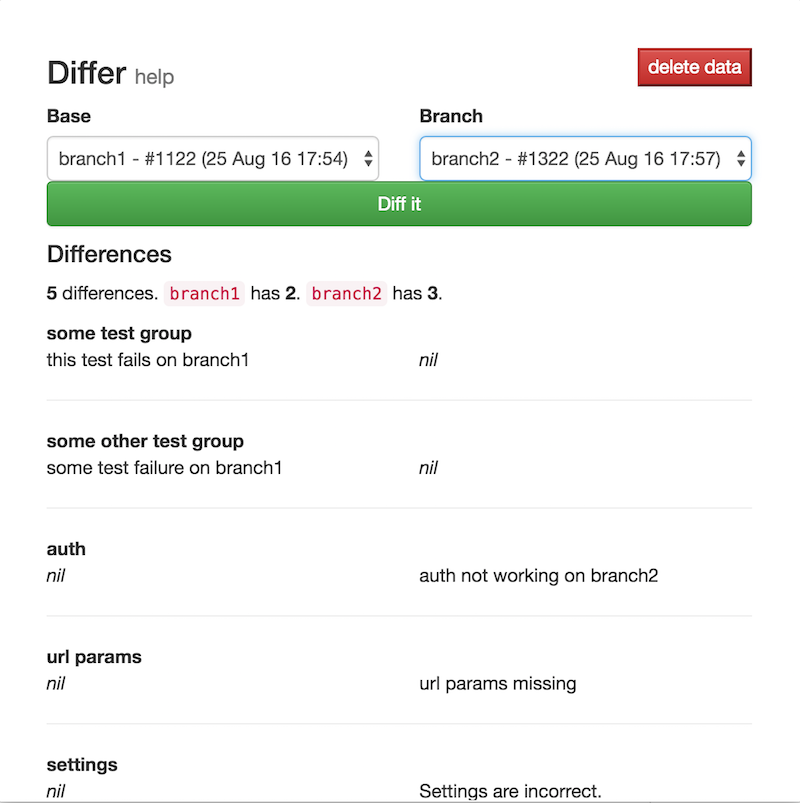 Differ help
delete data
Base
Branch
branch1 - #1122 (25 Aug 16 17:54)
branch2 - #1322 (25 Aug 16 17:57)
Diff it
Differences
5 differences. branch1 has 2. branch2 has 3.
some test group
this test fails on branch1
nil
some other test group
some test failure on branch1
nil
auth
nil
auth not working on branch2
url params
nil
url params missing
settings
nil
Settings are incorrect.